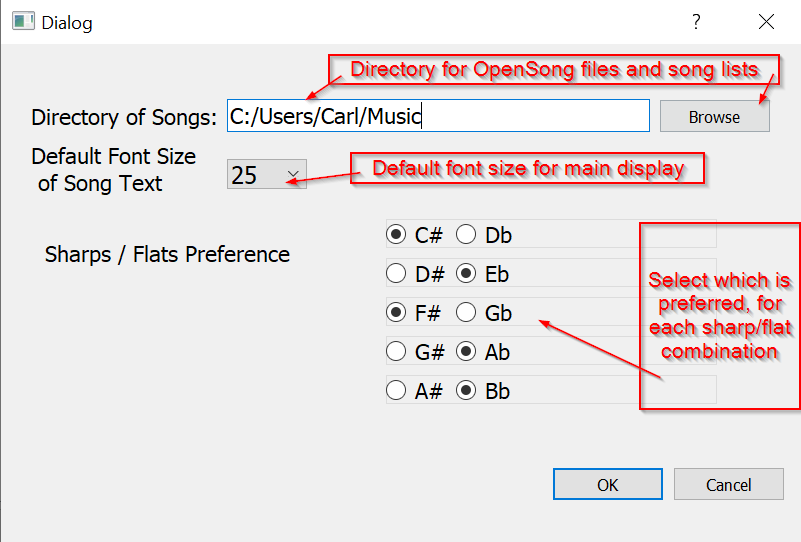 Dialog
?
Directory for OpenSong files and song lists
Directory of Songs: C:/Users/Carl/Music Browse
Default Font Size
of Song Text
25
Default font size for main display
Sharps / Flats Preference
C# Db
D# Eb
F# Gb
G# Ab
A# Bb
Select which is
preferred, for
each sharp/flat
combination
OK Cancel